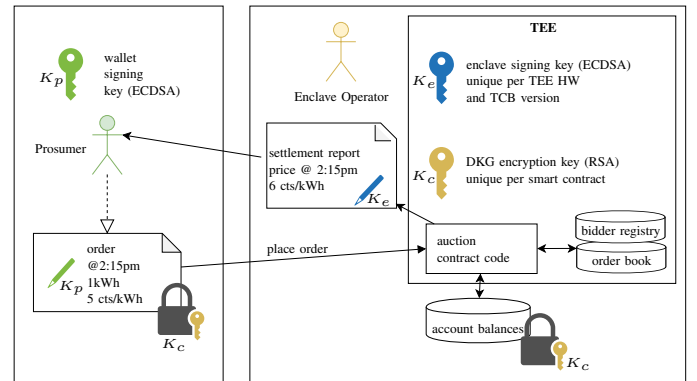 K_p
wallet
signing
key (ECDSA)
Prosumer
order
@2:15pm
1kWh
5 cts/kWh
K_p
K_c
place order
Enclave Operator
settlement report
price @ 2:15pm
6 cts/kWh
K_e
TEE
K_e
enclave signing key (ECDSA)
unique per TEE HW
and TCB version
K_c
DKG encryption key (RSA)
unique per smart contract
auction
contract code
bidder registry
order book
account balances
K_c